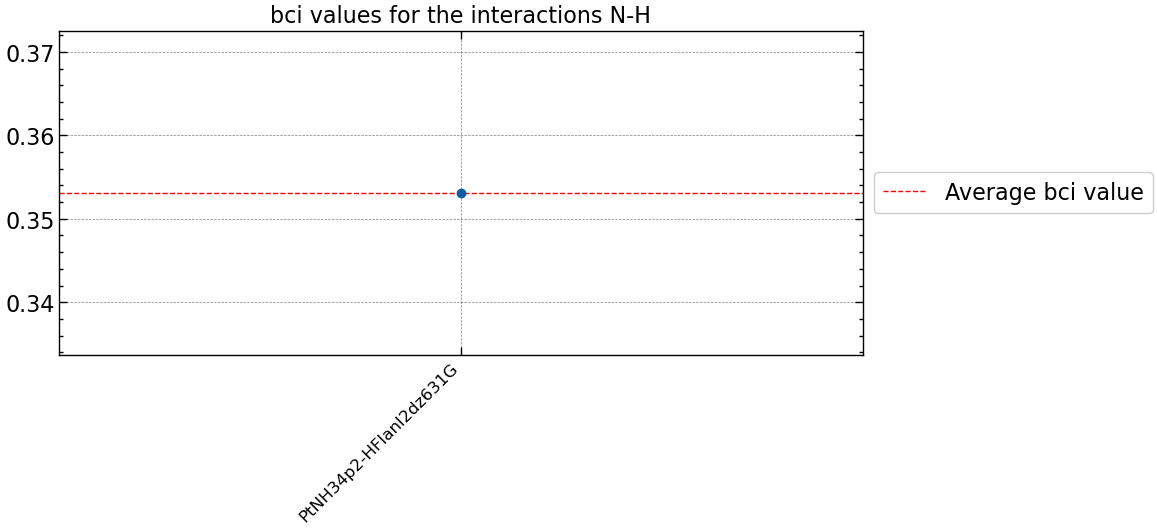 bci values for the interactions N-H
0.37
0.36
0.35
0.34
Average bci value
PtNH34p2-HFlanl2dz631G